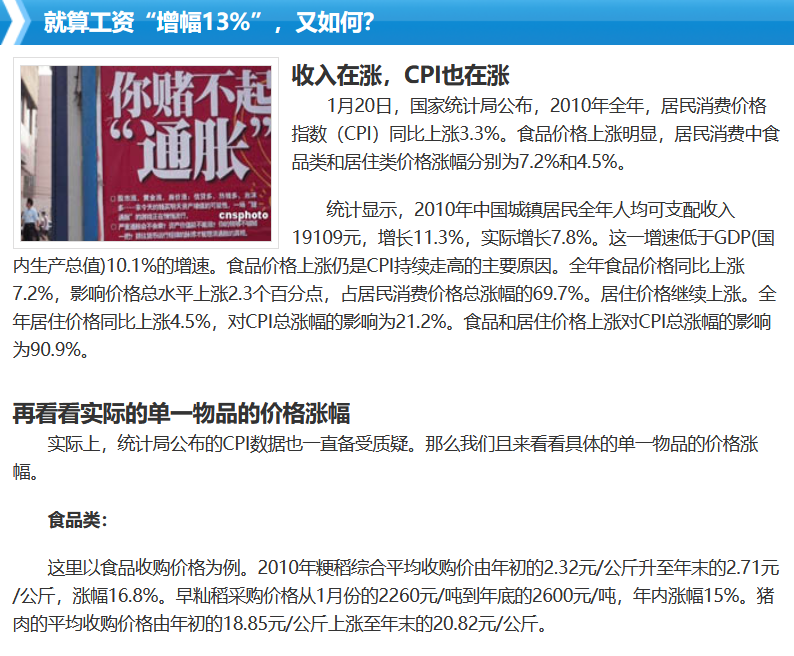 就算工资“增幅13%”，又如何？
你赌不起
“通胀”
cnsphoto
收入在涨，CPI也在涨
1月20日，国家统计局公布，2010年全年，居民消费价格
指数（CPI）同比上涨3.3%。食品价格上涨明显，居民消费中食
品类和居住类价格涨幅分别为7.2%和4.5%。
统计显示，2010年中国城镇居民全年人均可支配收入
19109元，增长11.3%，实际增长7.8%。这一增速低于GDP(国
内生产总值)10.1%的增速。食品价格上涨仍是CPI持续走高的主要原因。全年食品价格同比上涨
7.2%，影响价格总水平上涨2.3个百分点，占居民消费价格总涨幅的69.7%。居住价格继续上涨。全
年居住价格同比上涨4.5%，对CPI总涨幅的影响为21.2%。食品和居住价格上涨对CPI总涨幅的影响
为90.9%。
再看看实际的单一物品的价格涨幅
实际上，统计局公布的CPI数据也一直备受质疑。那么我们且来看看具体的单一物品的价格涨
幅。
食品类：
这里以食品收购价格为例。2010年粳稻综合平均收购价由年初的2.32元/公斤升至年末的2.71元
/公斤，涨幅16.8%。早籼稻采购价格从1月份的2260元/吨到年底的2600元/吨，年内涨幅15%。猪
肉的平均收购价格由年初的18.85元/公斤上涨至年末的20.82元/公斤。